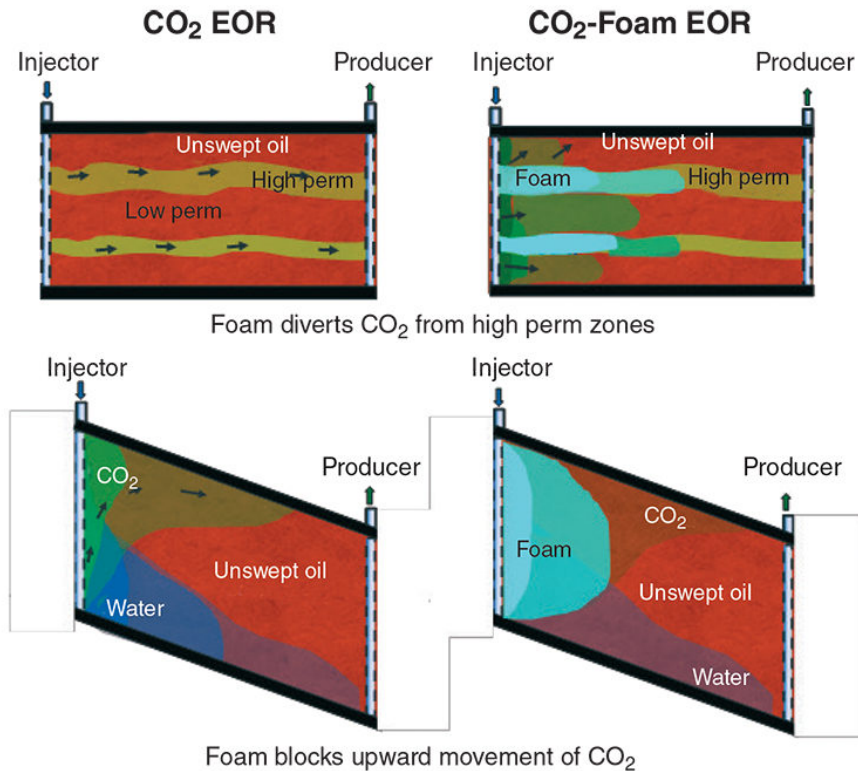 CO₂ EOR
CO₂-Foam EOR
Injector
Producer
Injector
Producer
Unswept oil
High perm
Low perm
Unswept oil
Foam
High perm
Foam diverts CO₂ from high perm zones
Injector
Producer
CO₂
Unswept oil
Water
Injector
Producer
CO₂
Foam
Unswept oil
Water
Foam blocks upward movement of CO₂